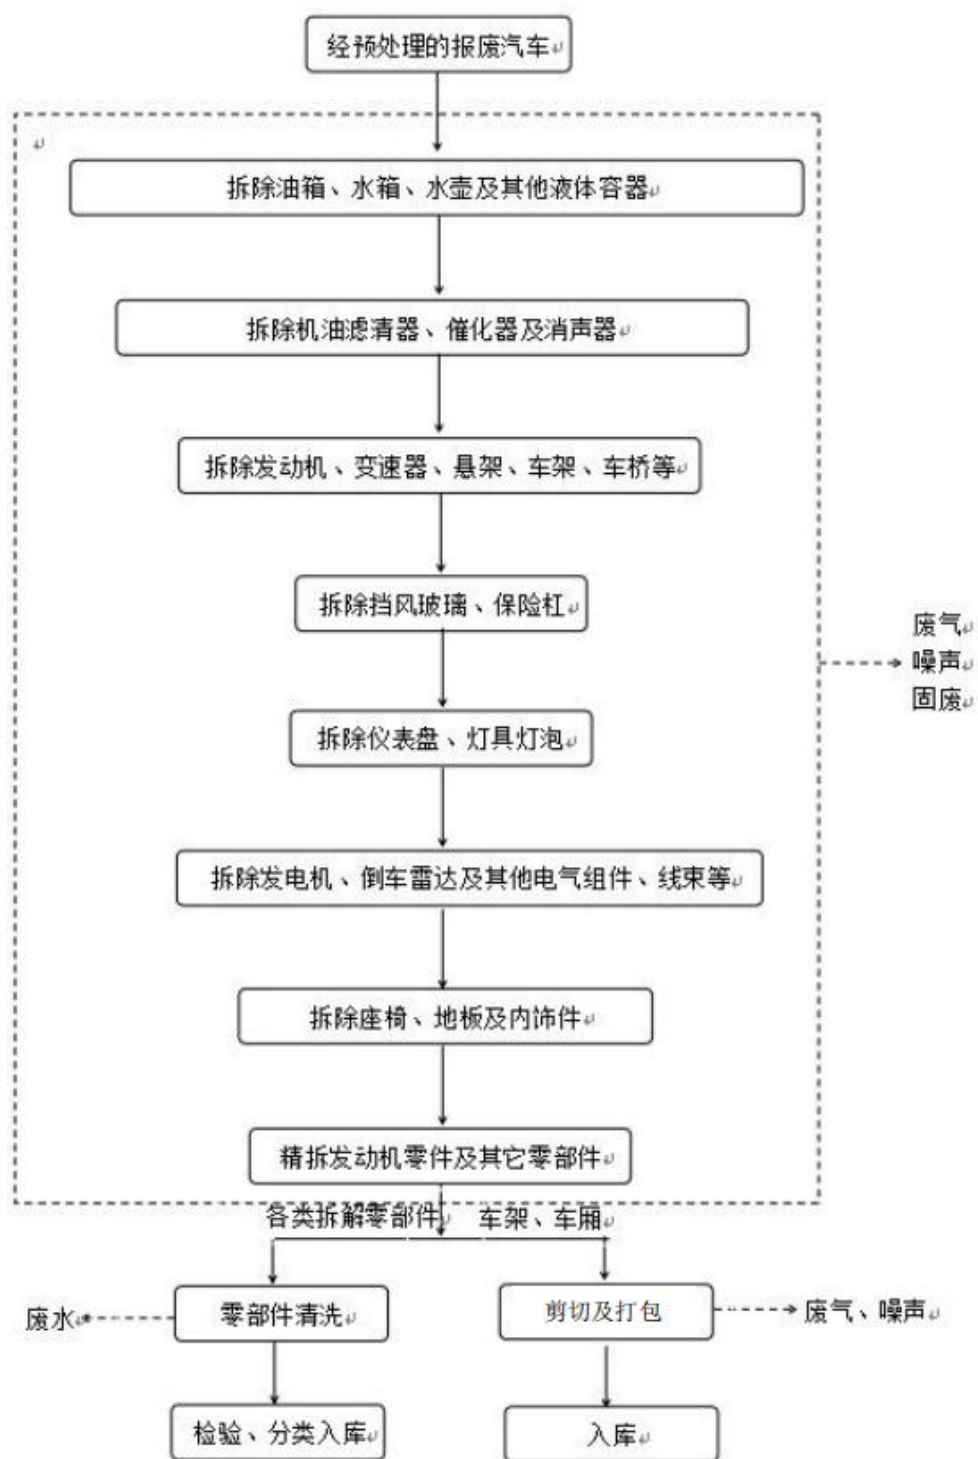 经预处理的报废汽车
拆除油箱、水箱、水壶及其他液体容器
拆除机油滤清器、催化器及消声器
拆除发动机、变速器、悬架、车架、车桥等
拆除挡风玻璃、保险杠
废气
噪声
固废
拆除仪表盘、灯具灯泡
拆除发电机、倒车雷达及其他电气组件、线束等
拆除座椅、地板及内饰件
精拆发动机零件及其它零部件
各类拆解零部件
车架、车厢
废水
零部件清洗
剪切及打包
废气、噪声
检验、分类入库
入库